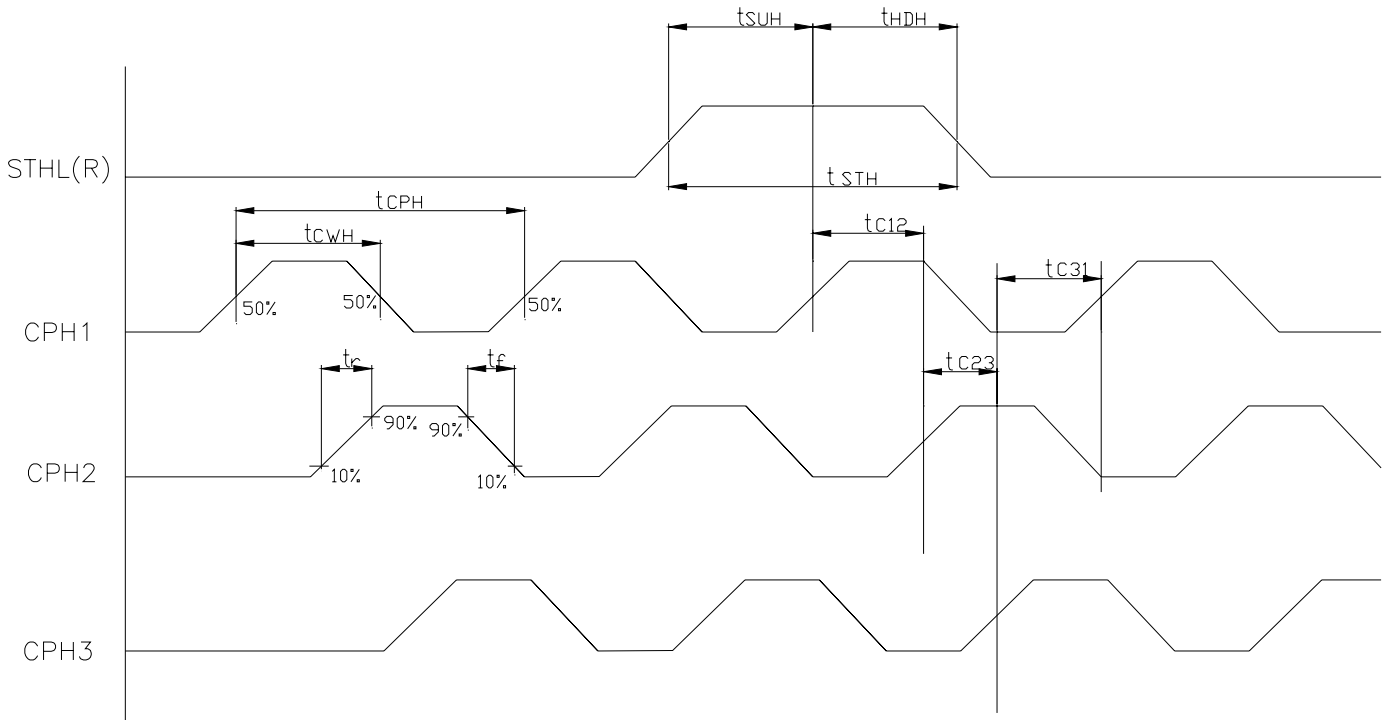 tSUH tHDH
STHL(R)
tSTH
tCPH
tCWH
tC12
tC31
50% 50% 50%
CPH1
tr tf
tC23
90% 90%
10% 10%
CPH2
CPH3